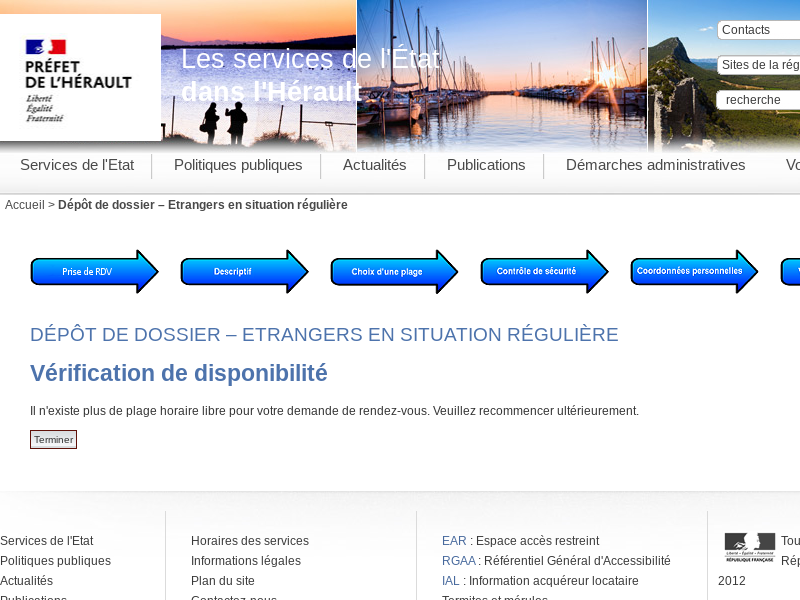 PRÉFET
DE L'HÉRAULT
Liberté
Égalité
Fraternité
Les services de l'État
dans l'Hérault
Contacts
Sites de la rég
recherche
Services de l'Etat Politiques publiques Actualités Publications Démarches administratives Vo
Accueil > Dépôt de dossier – Etrangers en situation régulière
Prise de RDV Descriptif Choix d'une plage Contrôle de sécurité Coordonnées personnelles
DÉPÔT DE DOSSIER – ETRANGERS EN SITUATION RÉGULIÈRE
Vérification de disponibilité
Il n'existe plus de plage horaire libre pour votre demande de rendez-vous. Veuillez recommencer ultérieurement.
Terminer
Services de l'Etat
Politiques publiques
Actualités
Publications
Horaires des services
Informations légales
Plan du site
Contactez-nous
EAR : Espace accès restreint
RGAA : Référentiel Général d'Accessibilité
IAL : Information acquéreur locataire
Termites et mérules
Liberté • Égalité • Fraternité
RÉPUBLIQUE FRANÇAISE
Tou
Rép
2012